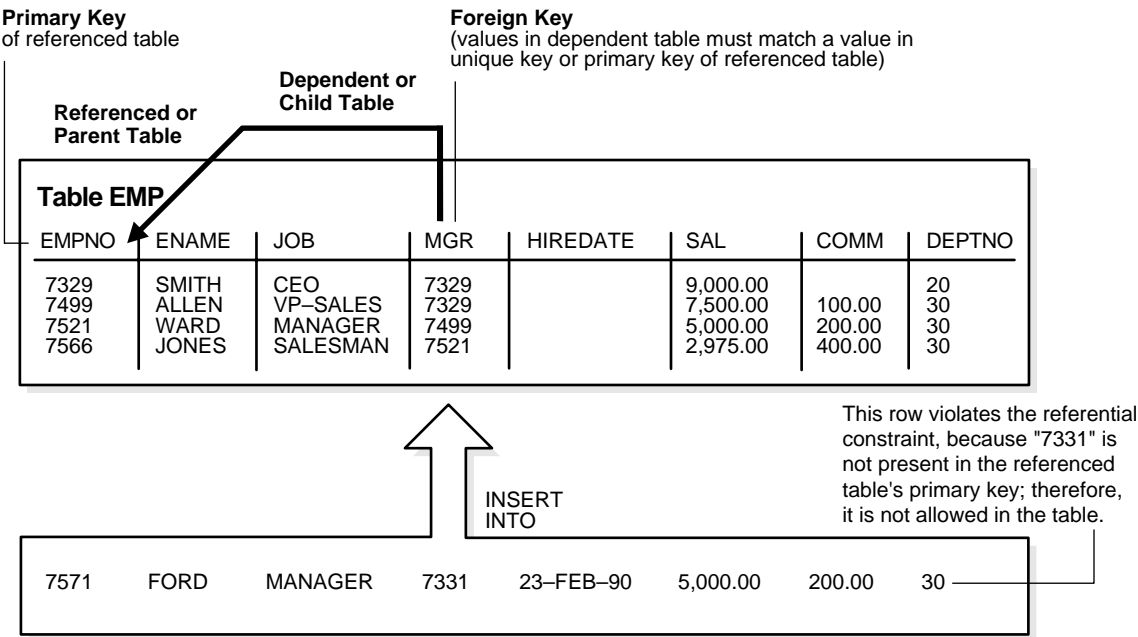 Primary Key
of referenced table
Foreign Key
(values in dependent table must match a value in
unique key or primary key of referenced table)
Dependent or
Child Table
Referenced or
Parent Table
Table EMP
EMPNO ENAME JOB MGR HIREDATE SAL COMM DEPTNO
7329 SMITH CEO 7329 9,000.00 20
7499 ALLEN VP–SALES 7329 7,500.00 100.00 30
7521 WARD MANAGER 7499 5,000.00 200.00 30
7566 JONES SALESMAN 7521 2,975.00 400.00 30
This row violates the referential
constraint, because "7331" is
not present in the referenced
table's primary key; therefore,
it is not allowed in the table.
INSERT
INTO
7571 FORD MANAGER 7331 23–FEB–90 5,000.00 200.00 30